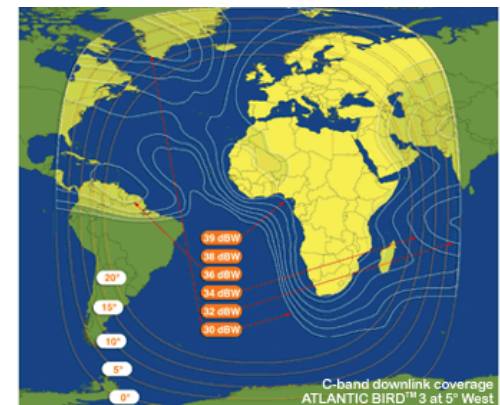 39 dBW
38 dBW
36 dBW
34 dBW
32 dBW
30 dBW
20°
15°
10°
5°
0°
C-band downlink coverage
ATLANTIC BIRD™ 3 at 5° West